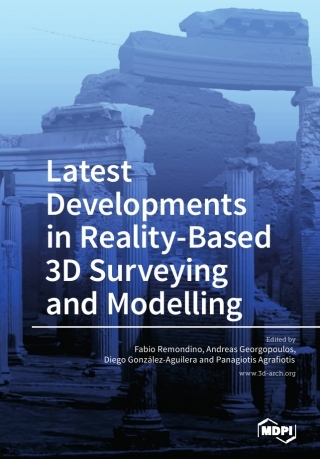 Latest
Developments
in Reality-Based
3D Surveying
and Modelling
Edited by
Fabio Remondino, Andreas Georgopoulos,
Diego González-Aguilera and Panagiotis Agrafiotis
www.3d-arch.org
MDPI